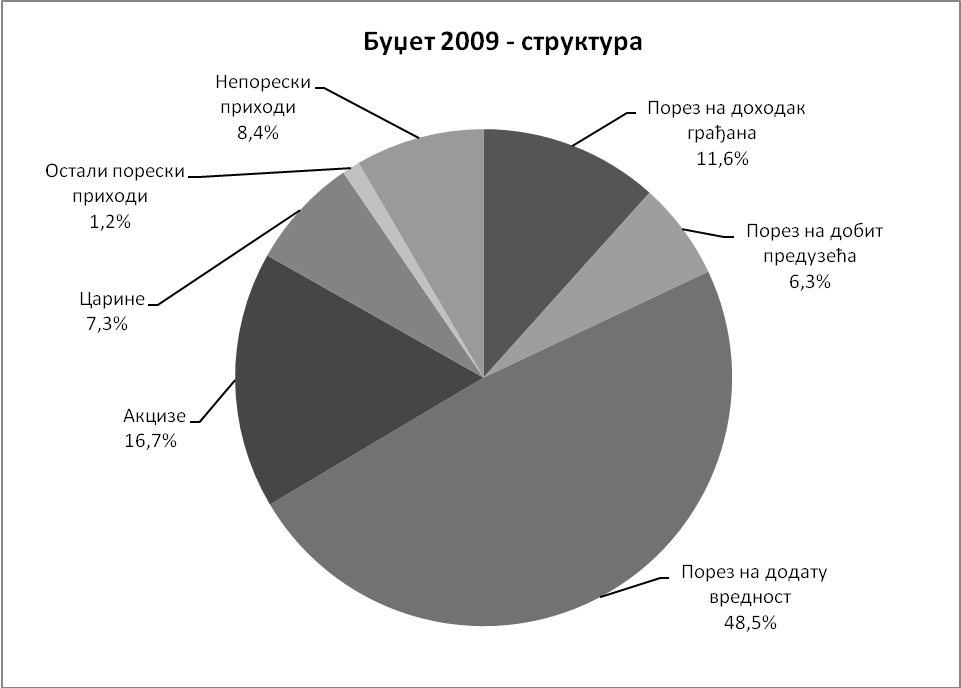 Буџет 2009 - структура
Непорески
приходи
8,4%
Порез на доходак
грађана
11,6%
Остали порески
приходи
1,2%
Порез на добит
предузећа
6,3%
Царине
7,3%
Акцизе
16,7%
Порез на додату
вредност
48,5%